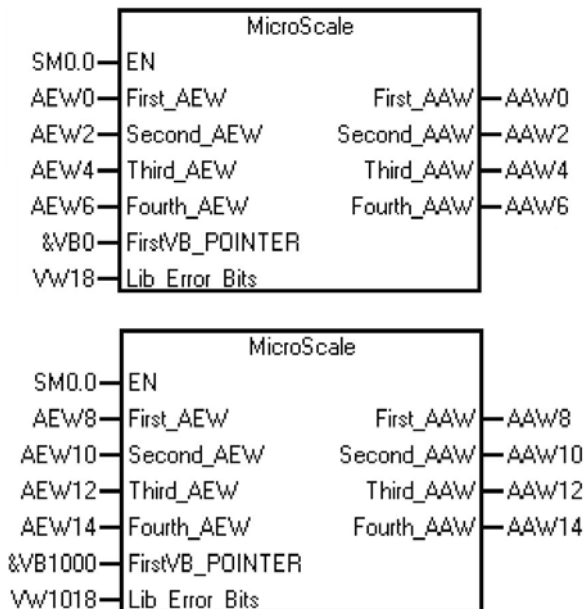 MicroScale
SM0.0 EN
AEW0 First_AEW First_AAW AAW0
AEW2 Second_AEW Second_AAW AAW2
AEW4 Third_AEW Third_AAW AAW4
AEW6 Fourth_AEW Fourth_AAW AAW6
&VB0 FirstVB_POINTER
VW18 Lib_Error_Bits
MicroScale
SM0.0 EN
AEW8 First_AEW First_AAW AAW8
AEW10 Second_AEW Second_AAW AAW10
AEW12 Third_AEW Third_AAW AAW12
AEW14 Fourth_AEW Fourth_AAW AAW14
&VB1000 FirstVB_POINTER
VW1018 Lib_Error_Bits